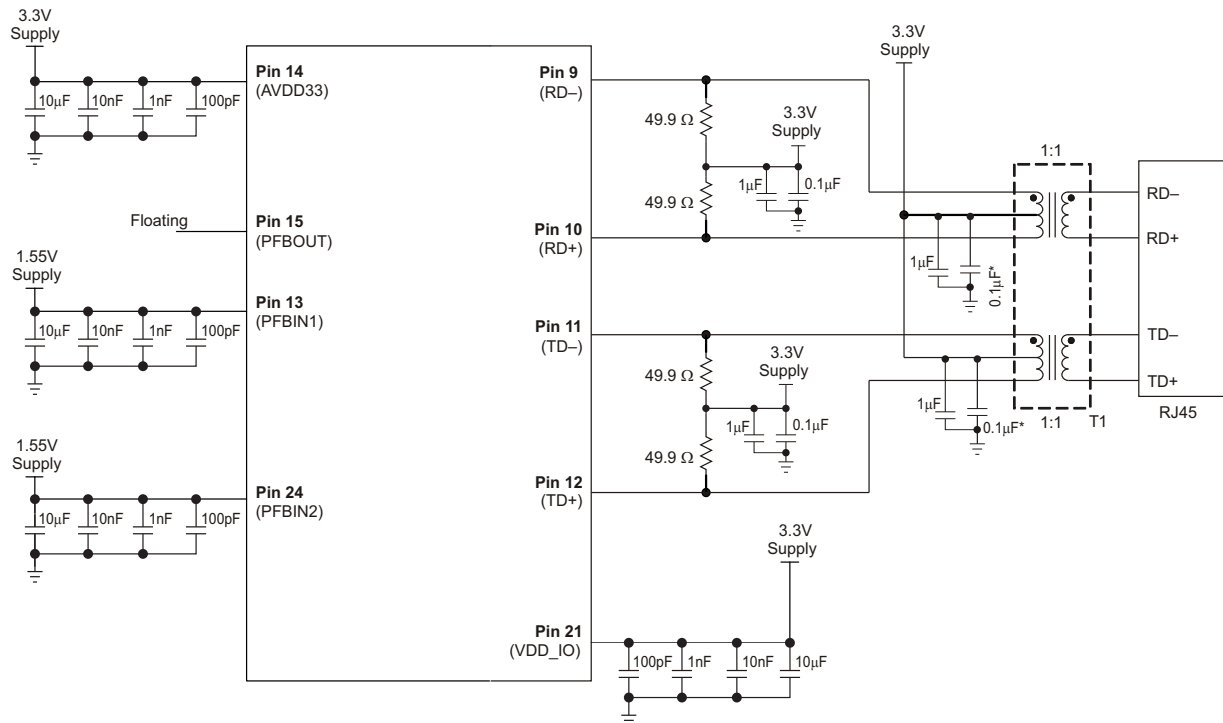 3.3V
Supply
10μF
10nF
1nF
100pF
Pin 14
(AVDD33)
Floating
Pin 15
(PFBOUT)
1.55V
Supply
10μF
10nF
1nF
100pF
Pin 13
(PFBIN1)
1.55V
Supply
10μF
10nF
1nF
100pF
Pin 24
(PFBIN2)
Pin 9
(RD–)
49.9 Ω
3.3V
Supply
1μF
0.1μF
49.9 Ω
Pin 10
(RD+)
Pin 11
(TD–)
49.9 Ω
3.3V
Supply
1μF
0.1μF
49.9 Ω
Pin 12
(TD+)
3.3V
Supply
Pin 21
(VDD_IO)
100pF
1nF
10nF
10μF
3.3V
Supply
1μF
0.1μF*
1μF
0.1μF*
1:1
1:1
T1
RD–
RD+
TD–
TD+
RJ45